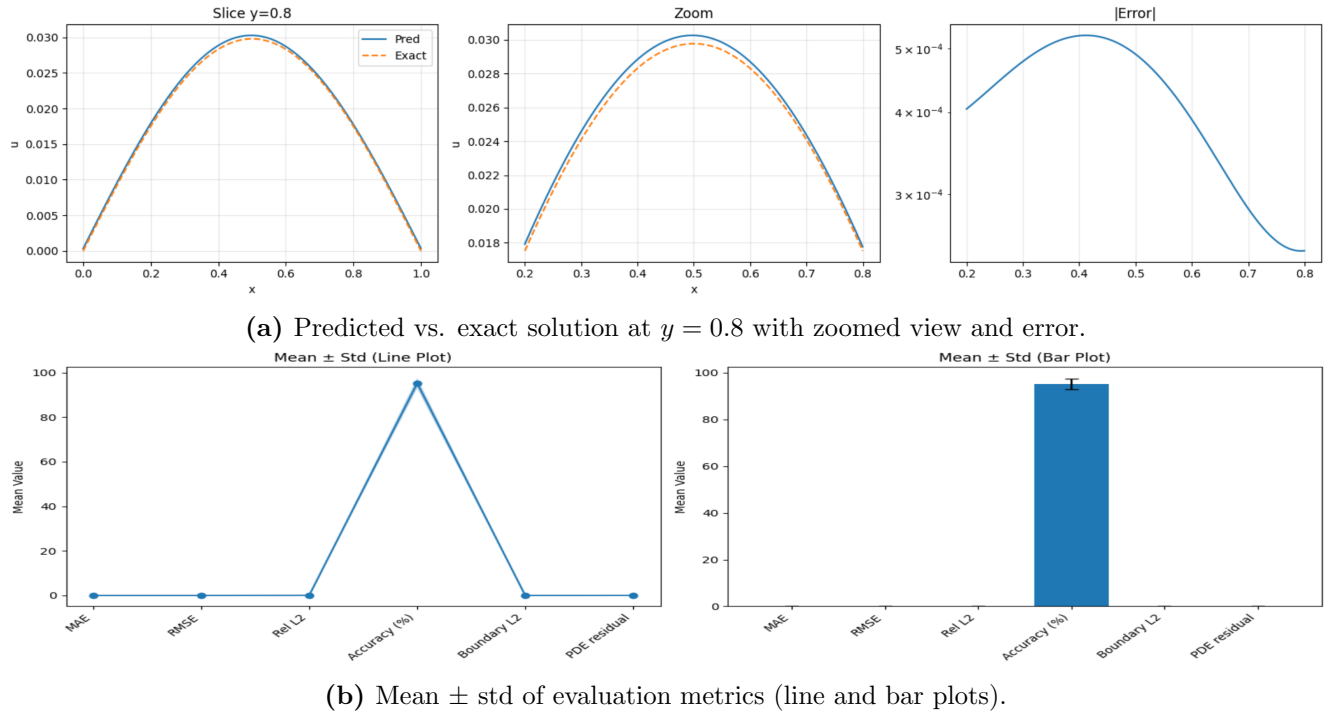 Slice y=0.8
0.030
0.025
0.020
0.015
0.010
0.005
0.000
u
Pred
Exact
0.0 0.2 0.4 0.6 0.8 1.0
x
Zoom
0.030
0.028
0.026
0.024
0.022
0.020
0.018
u
0.2 0.3 0.4 0.5 0.6 0.7 0.8
x
|Error|
5 × 10⁻⁴
4 × 10⁻⁴
3 × 10⁻⁴
0.2 0.3 0.4 0.5 0.6 0.7 0.8
(a) Predicted vs. exact solution at y = 0.8 with zoomed view and error.
Mean ± Std (Line Plot)
100
80
60
40
20
0
Mean Value
MAE
RMSE
Rel L2
Accuracy (%)
Boundary L2
PDE residual
Mean ± Std (Bar Plot)
100
80
60
40
20
0
Mean Value
MAE
RMSE
Rel L2
Accuracy (%)
Boundary L2
PDE residual
(b) Mean ± std of evaluation metrics (line and bar plots).